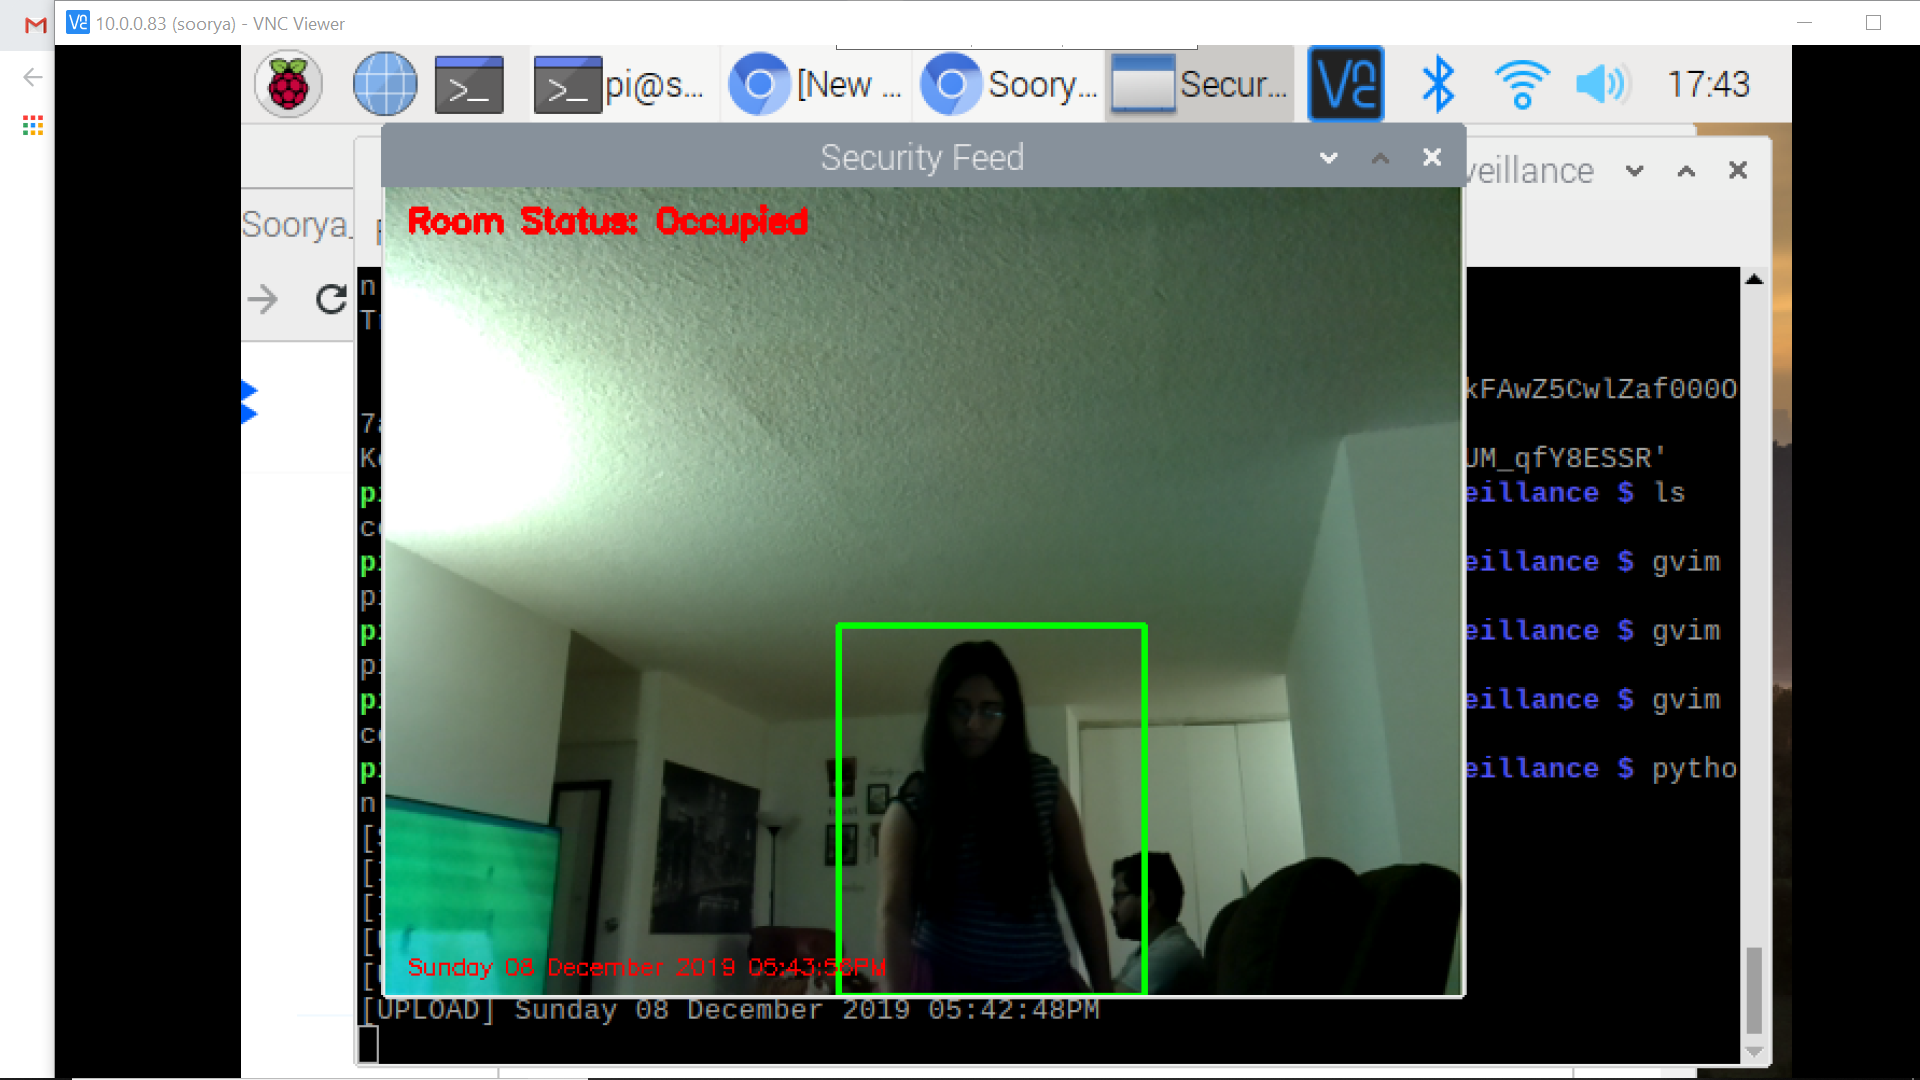 10.0.0.83 (soorya) - VNC Viewer
pi@s...
[New ...
Soory...
Secur...
17:43
Security Feed
veillance
Soorya_
Room Status: Occupied
n
kFAwZ5CwlZaf000O
UM_qfY8ESSR'
eillance $ ls
eillance $ gvim
eillance $ gvim
eillance $ gvim
eillance $ pytho
n
Sunday 08 December 2019 05:43:56PM
[UPLOAD] Sunday 08 December 2019 05:42:48PM